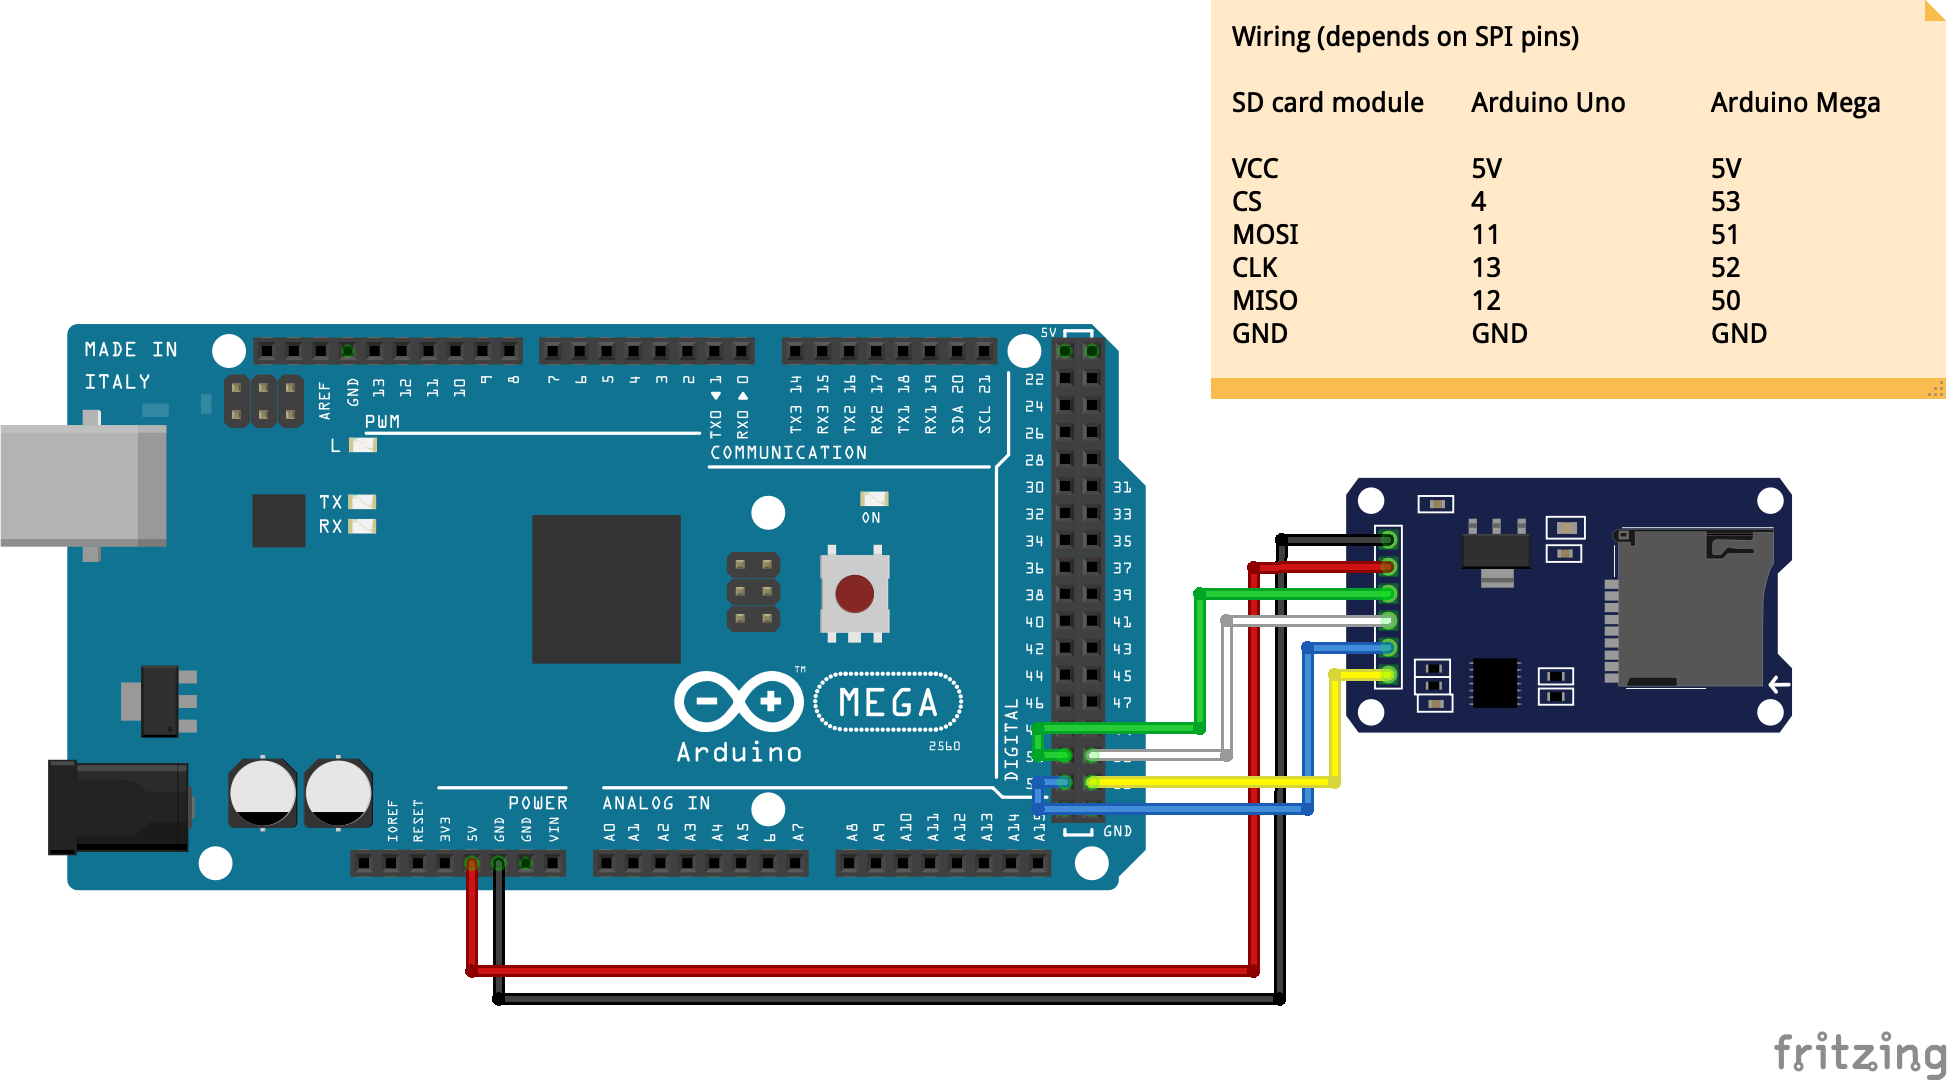 Wiring (depends on SPI pins)
SD card module Arduino Uno Arduino Mega
VCC 5V 5V
CS 4 53
MOSI 11 51
CLK 13 52
MISO 12 50
GND GND GND
MADE IN
ITALY
AREF GND 13 12 11 10 9 8 7 6 5 4 3 2 TX0 1 RX0 0 TX3 14 RX3 15 TX2 16 RX2 17 TX1 18 RX1 19 SDA 20 SCL 21
5V
22
24
26
28
30 31
32 33
34 35
36 37
38 39
40 41
42 43
44 45
46 47
PWM
L
COMMUNICATION
TX
RX
ON
MEGA
TM
Arduino
2560
DIGITAL
POWER
ANALOG IN
GND
IOREF RESET 3V3 5V GND GND VIN A0 A1 A2 A3 A4 A5 6 A7 A8 A9 A10 A11 A12 A13 A14
fritzing